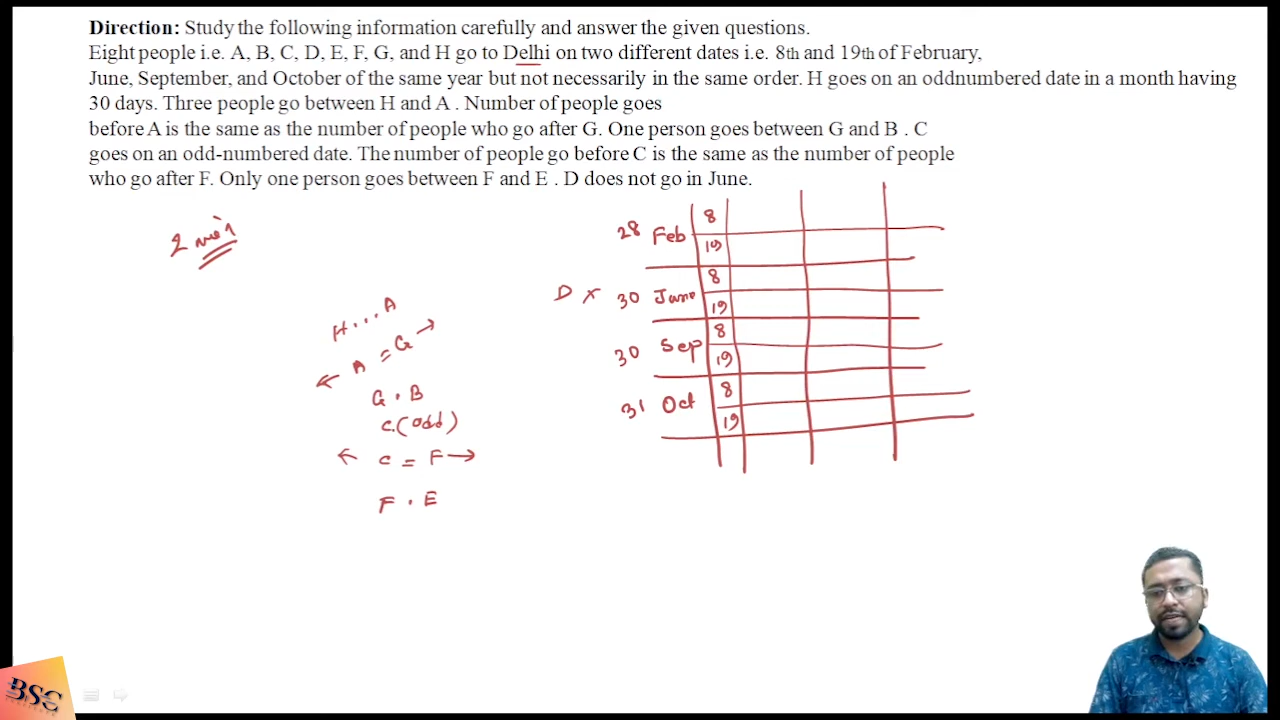 Direction: Study the following information carefully and answer the given questions.
Eight people i.e. A, B, C, D, E, F, G, and H go to Delhi on two different dates i.e. 8th and 19th of February,
June, September, and October of the same year but not necessarily in the same order. H goes on an oddnumbered date in a month having
30 days. Three people go between H and A . Number of people goes
before A is the same as the number of people who go after G. One person goes between G and B . C
goes on an odd-numbered date. The number of people go before C is the same as the number of people
who go after F. Only one person goes between F and E . D does not go in June.
28 Feb 8
19
D × 30 June 8
19
30 Sep 8
19
31 Oct 8
19
2
H...A
← A = G →
G . B
C.(odd)
← C = F →
F . E
BSC